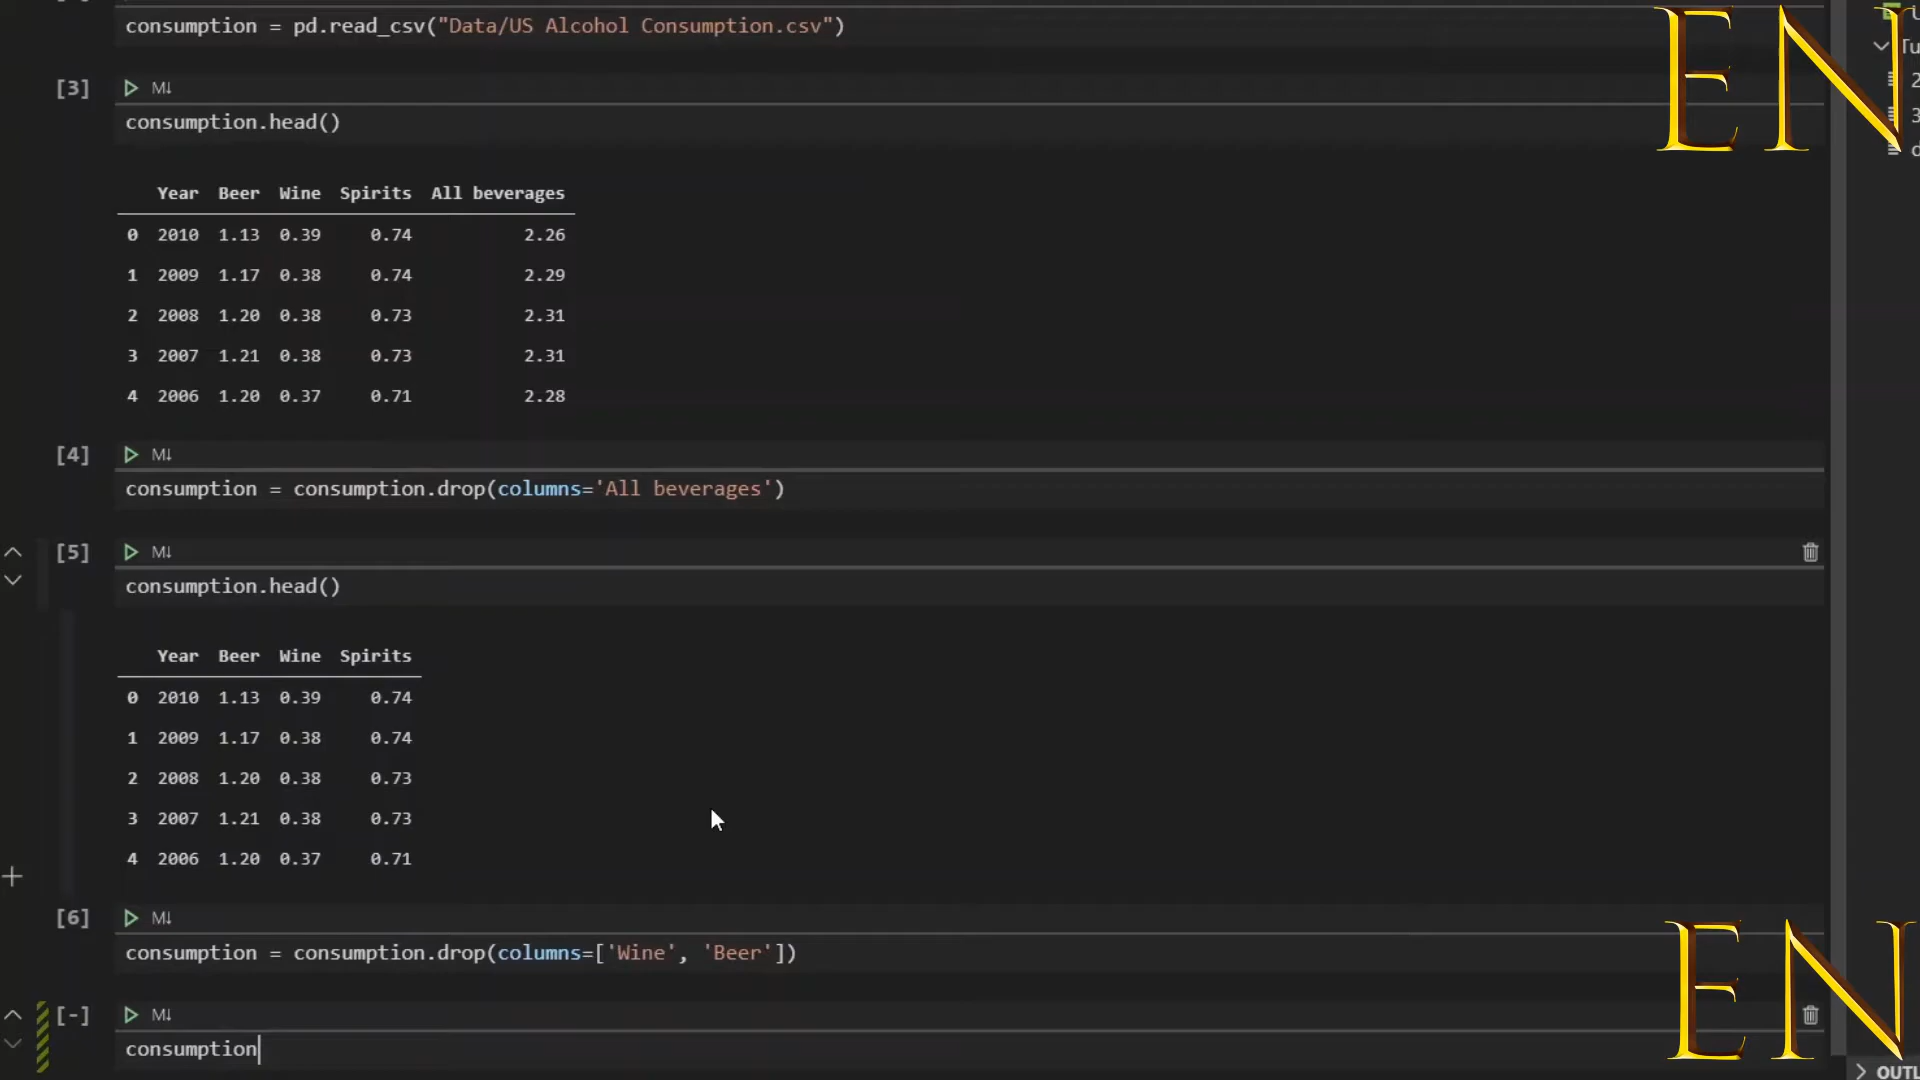 consumption = pd.read_csv("Data/US Alcohol Consumption.csv")
[3] M↓
consumption.head()
Year Beer Wine Spirits All beverages
0 2010 1.13 0.39 0.74 2.26
1 2009 1.17 0.38 0.74 2.29
2 2008 1.20 0.38 0.73 2.31
3 2007 1.21 0.38 0.73 2.31
4 2006 1.20 0.37 0.71 2.28
[4] M↓
consumption = consumption.drop(columns='All beverages')
[5] M↓
consumption.head()
Year Beer Wine Spirits
0 2010 1.13 0.39 0.74
1 2009 1.17 0.38 0.74
2 2008 1.20 0.38 0.73
3 2007 1.21 0.38 0.73
4 2006 1.20 0.37 0.71
[6] M↓
consumption = consumption.drop(columns=['Wine', 'Beer'])
[-] M↓
consumption
EN
EN